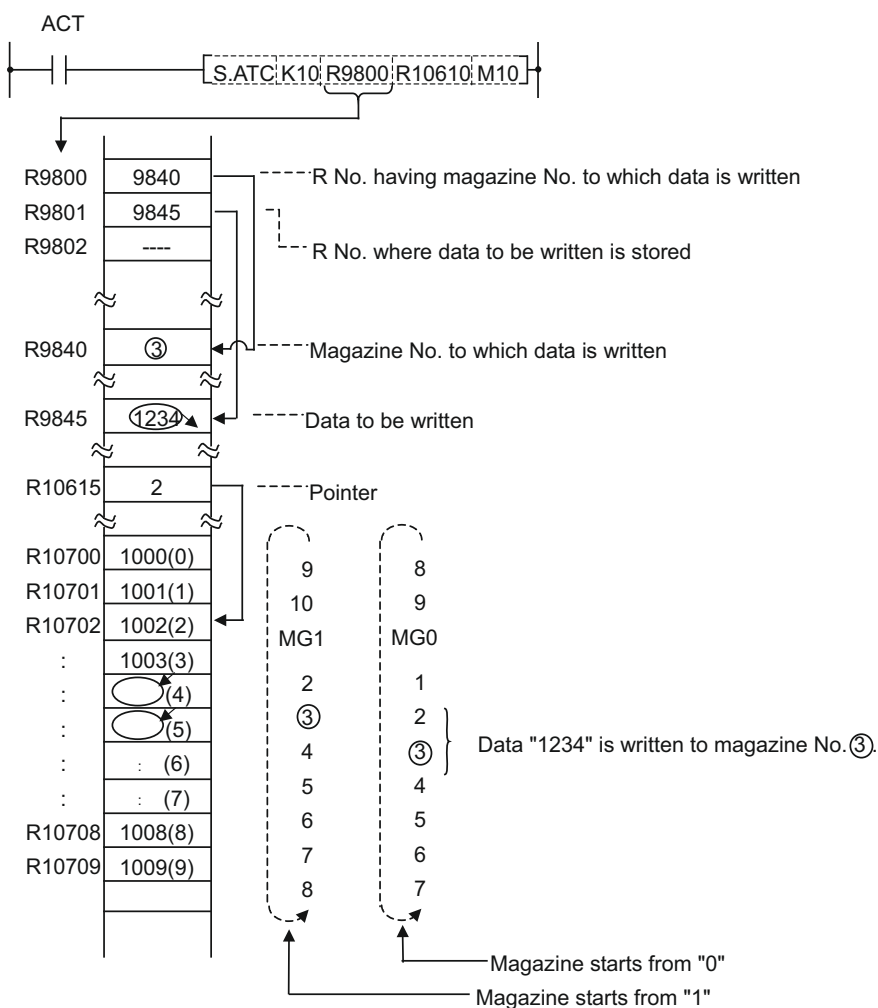 ACT
S.ATC K10 R9800 R10610 M10
R9800 9840 R No. having magazine No. to which data is written
R9801 9845
R9802 ---- R No. where data to be written is stored
R9840 ③ Magazine No. to which data is written
R9845 1234 Data to be written
R10615 2 Pointer
R10700 1000(0) 9 8
R10701 1001(1) 10 9
R10702 1002(2) MG1 MG0
: 1003(3) 2 1
: (4) ③ 2
: (5) 4 ③ Data "1234" is written to magazine No.③.
: : (6) 5 4
: : (7) 6 5
R10708 1008(8) 7 6
R10709 1009(9) 8 7
Magazine starts from "0"
Magazine starts from "1"